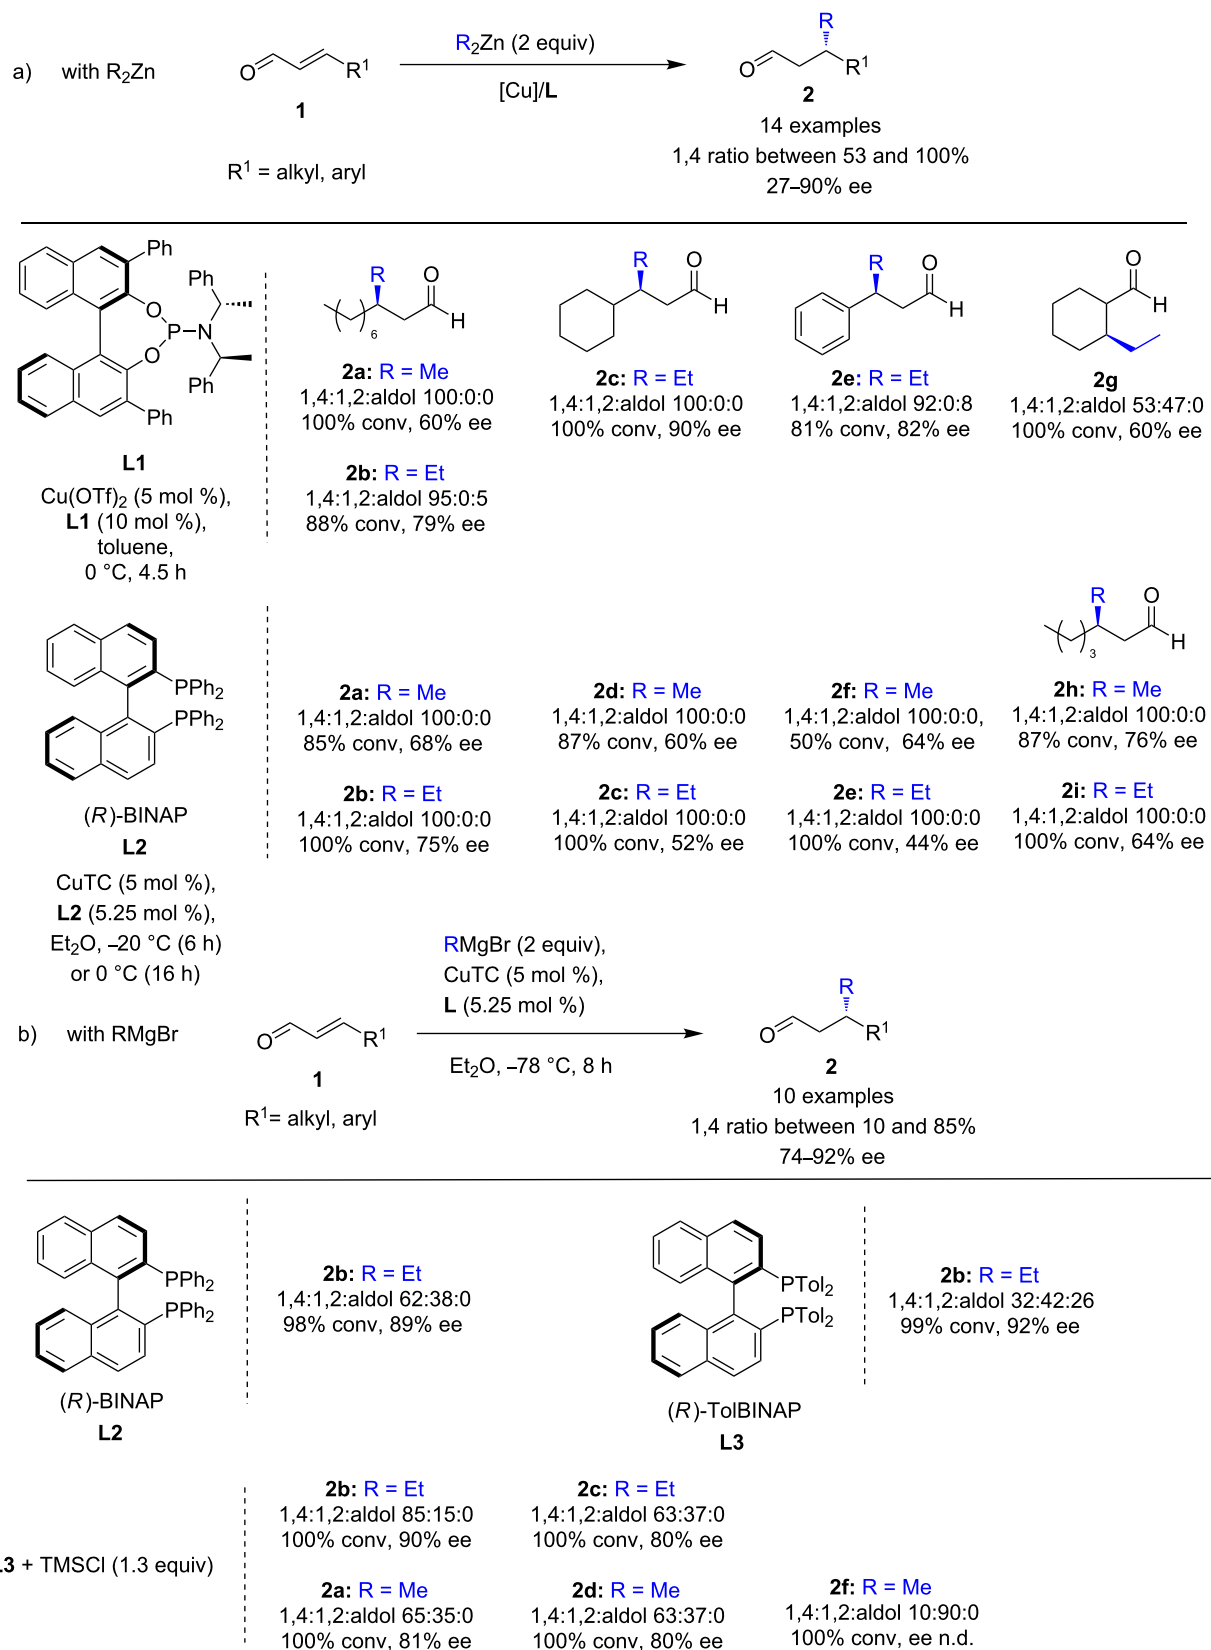 a) with R2Zn
O
R1
1
R1 = alkyl, aryl
R2Zn (2 equiv)
[Cu]/L
R
O
R1
2
14 examples
1,4 ratio between 53 and 100%
27–90% ee
Ph
Ph
O
P
N
O
Ph
Ph
L1
Cu(OTf)2 (5 mol %),
L1 (10 mol %),
toluene,
0 °C, 4.5 h
R
O
H
6
2a: R = Me
1,4:1,2:aldol 100:0:0
100% conv, 60% ee
2b: R = Et
1,4:1,2:aldol 95:0:5
88% conv, 79% ee
R
O
H
2c: R = Et
1,4:1,2:aldol 100:0:0
100% conv, 90% ee
R
O
H
2e: R = Et
1,4:1,2:aldol 92:0:8
81% conv, 82% ee
O
H
2g
1,4:1,2:aldol 53:47:0
100% conv, 60% ee
PPh2
PPh2
(R)-BINAP
L2
CuTC (5 mol %),
L2 (5.25 mol %),
Et2O, –20 °C (6 h)
or 0 °C (16 h)
2a: R = Me
1,4:1,2:aldol 100:0:0
85% conv, 68% ee
2b: R = Et
1,4:1,2:aldol 100:0:0
100% conv, 75% ee
2d: R = Me
1,4:1,2:aldol 100:0:0
87% conv, 60% ee
2c: R = Et
1,4:1,2:aldol 100:0:0
100% conv, 52% ee
2f: R = Me
1,4:1,2:aldol 100:0:0,
50% conv, 64% ee
2e: R = Et
1,4:1,2:aldol 100:0:0
100% conv, 44% ee
R
O
H
3
2h: R = Me
1,4:1,2:aldol 100:0:0
87% conv, 76% ee
2i: R = Et
1,4:1,2:aldol 100:0:0
100% conv, 64% ee
b) with RMgBr
O
R1
1
R1= alkyl, aryl
RMgBr (2 equiv),
CuTC (5 mol %),
L (5.25 mol %)
Et2O, –78 °C, 8 h
R
O
R1
2
10 examples
1,4 ratio between 10 and 85%
74–92% ee
PPh2
PPh2
(R)-BINAP
L2
2b: R = Et
1,4:1,2:aldol 62:38:0
98% conv, 89% ee
PTol2
PTol2
(R)-TolBINAP
L3
2b: R = Et
1,4:1,2:aldol 32:42:26
99% conv, 92% ee
L3 + TMSCl (1.3 equiv)
2b: R = Et
1,4:1,2:aldol 85:15:0
100% conv, 90% ee
2c: R = Et
1,4:1,2:aldol 63:37:0
100% conv, 80% ee
2a: R = Me
1,4:1,2:aldol 65:35:0
100% conv, 81% ee
2d: R = Me
1,4:1,2:aldol 63:37:0
100% conv, 80% ee
2f: R = Me
1,4:1,2:aldol 10:90:0
100% conv, ee n.d.